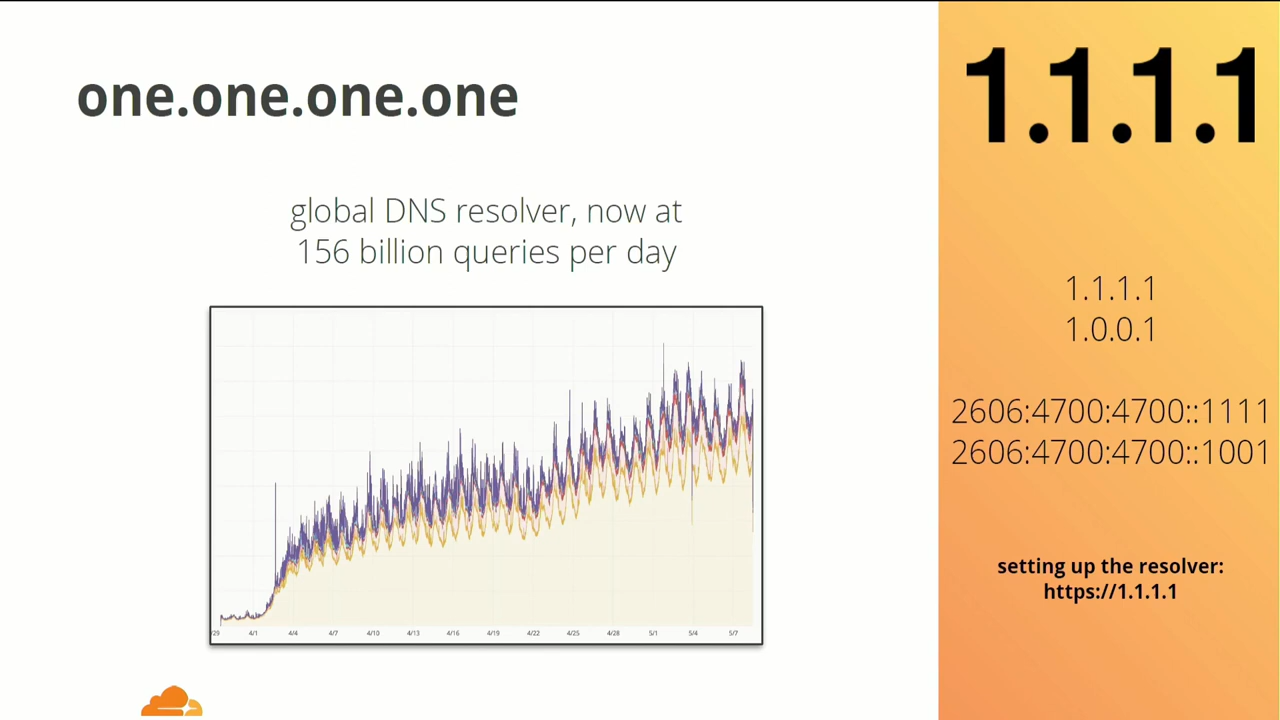 one.one.one.one
global DNS resolver, now at
156 billion queries per day
/29 4/1 4/4 4/7 4/10 4/13 4/16 4/19 4/22 4/25 4/28 5/1 5/4 5/7
1.1.1.1
1.1.1.1
1.0.0.1
2606:4700:4700::1111
2606:4700:4700::1001
setting up the resolver:
https://1.1.1.1